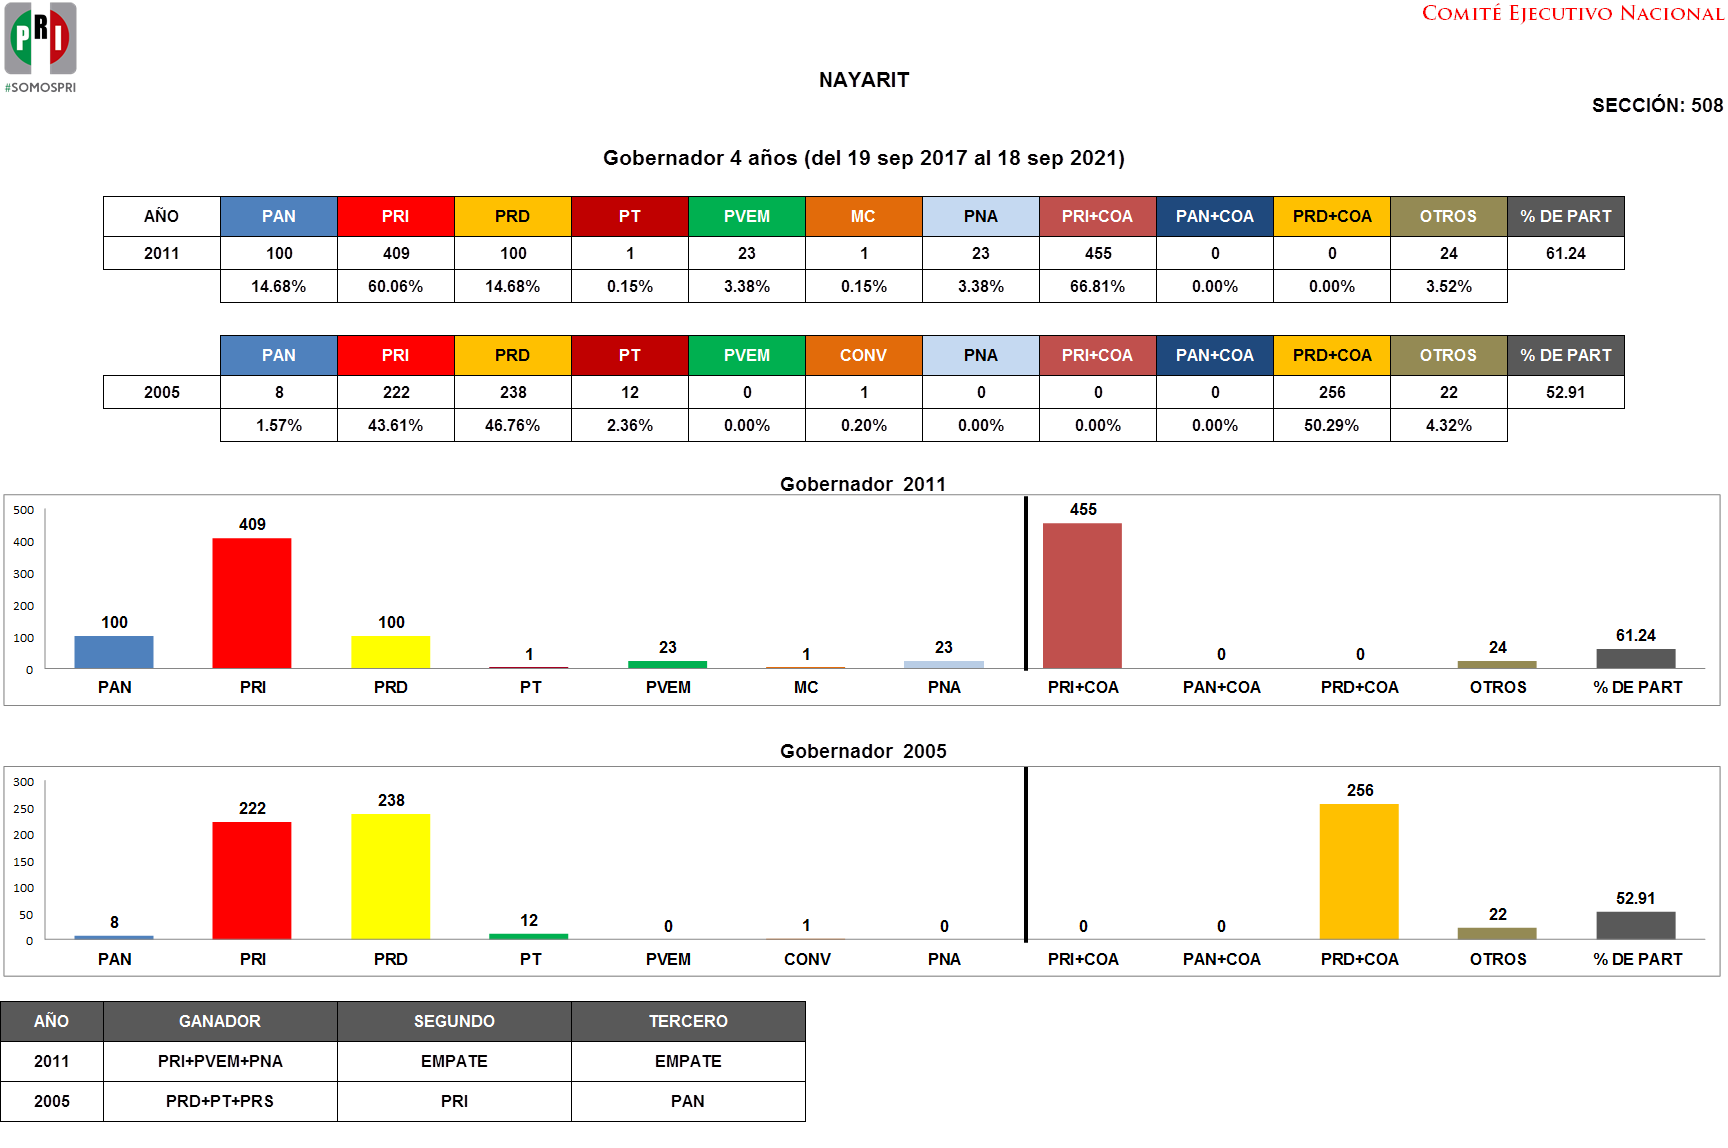 PRI
#SOMOSPRI
COMITÉ EJECUTIVO NACIONAL
NAYARIT
SECCIÓN: 508
Gobernador 4 años (del 19 sep 2017 al 18 sep 2021)
AÑO PAN PRI PRD PT PVEM MC PNA PRI+COA PAN+COA PRD+COA OTROS % DE PART
2011 100 409 100 1 23 1 23 455 0 0 24 61.24
14.68% 60.06% 14.68% 0.15% 3.38% 0.15% 3.38% 66.81% 0.00% 0.00% 3.52%
PAN PRI PRD PT PVEM CONV PNA PRI+COA PAN+COA PRD+COA OTROS % DE PART
2005 8 222 238 12 0 1 0 0 0 256 22 52.91
1.57% 43.61% 46.76% 2.36% 0.00% 0.20% 0.00% 0.00% 0.00% 50.29% 4.32%
Gobernador 2011
500
400
300
200
100
0
100 409 100 1 23 1 23 455 0 0 24 61.24
PAN PRI PRD PT PVEM MC PNA PRI+COA PAN+COA PRD+COA OTROS % DE PART
Gobernador 2005
300
250
200
150
100
50
0
8 222 238 12 0 1 0 0 0 256 22 52.91
PAN PRI PRD PT PVEM CONV PNA PRI+COA PAN+COA PRD+COA OTROS % DE PART
AÑO GANADOR SEGUNDO TERCERO
2011 PRI+PVEM+PNA EMPATE EMPATE
2005 PRD+PT+PRS PRI PAN